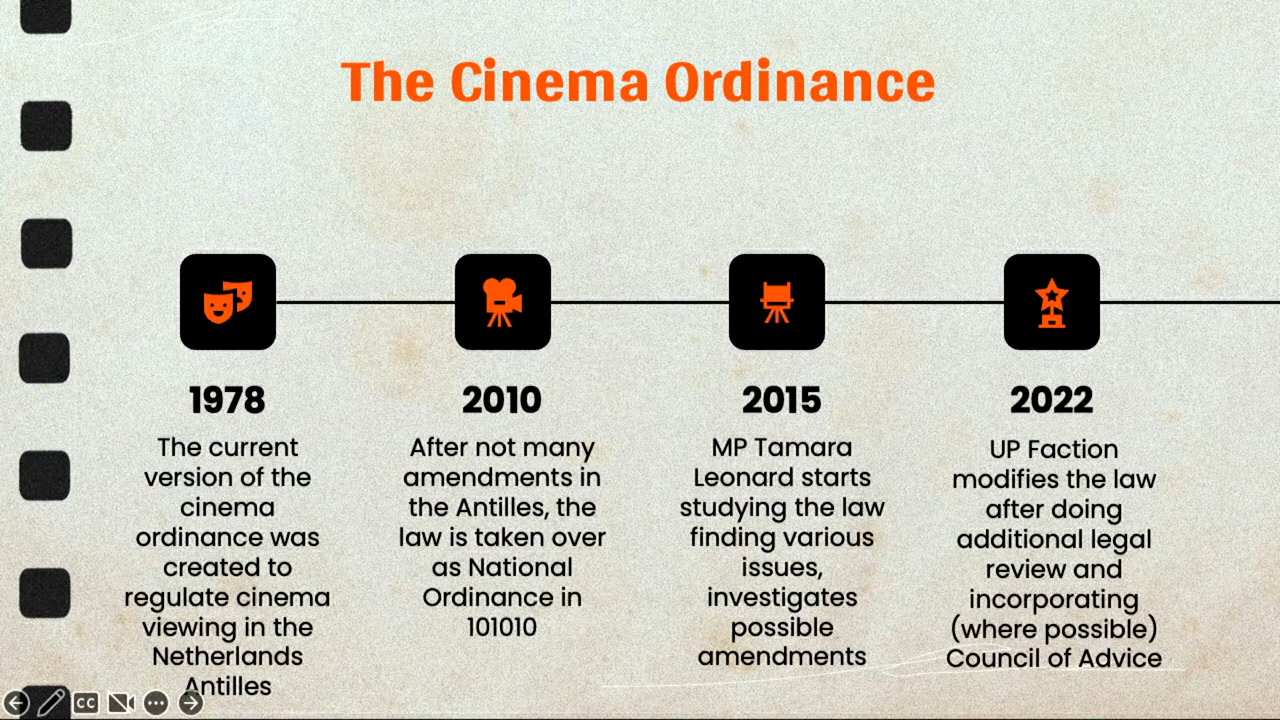 The Cinema Ordinance
1978
The current
version of the
cinema
ordinance was
created to
regulate cinema
viewing in the
Netherlands
Antilles
2010
After not many
amendments in
the Antilles, the
law is taken over
as National
Ordinance in
101010
2015
MP Tamara
Leonard starts
studying the law
finding various
issues,
investigates
possible
amendments
2022
UP Faction
modifies the law
after doing
additional legal
review and
incorporating
(where possible)
Council of Advice
CC